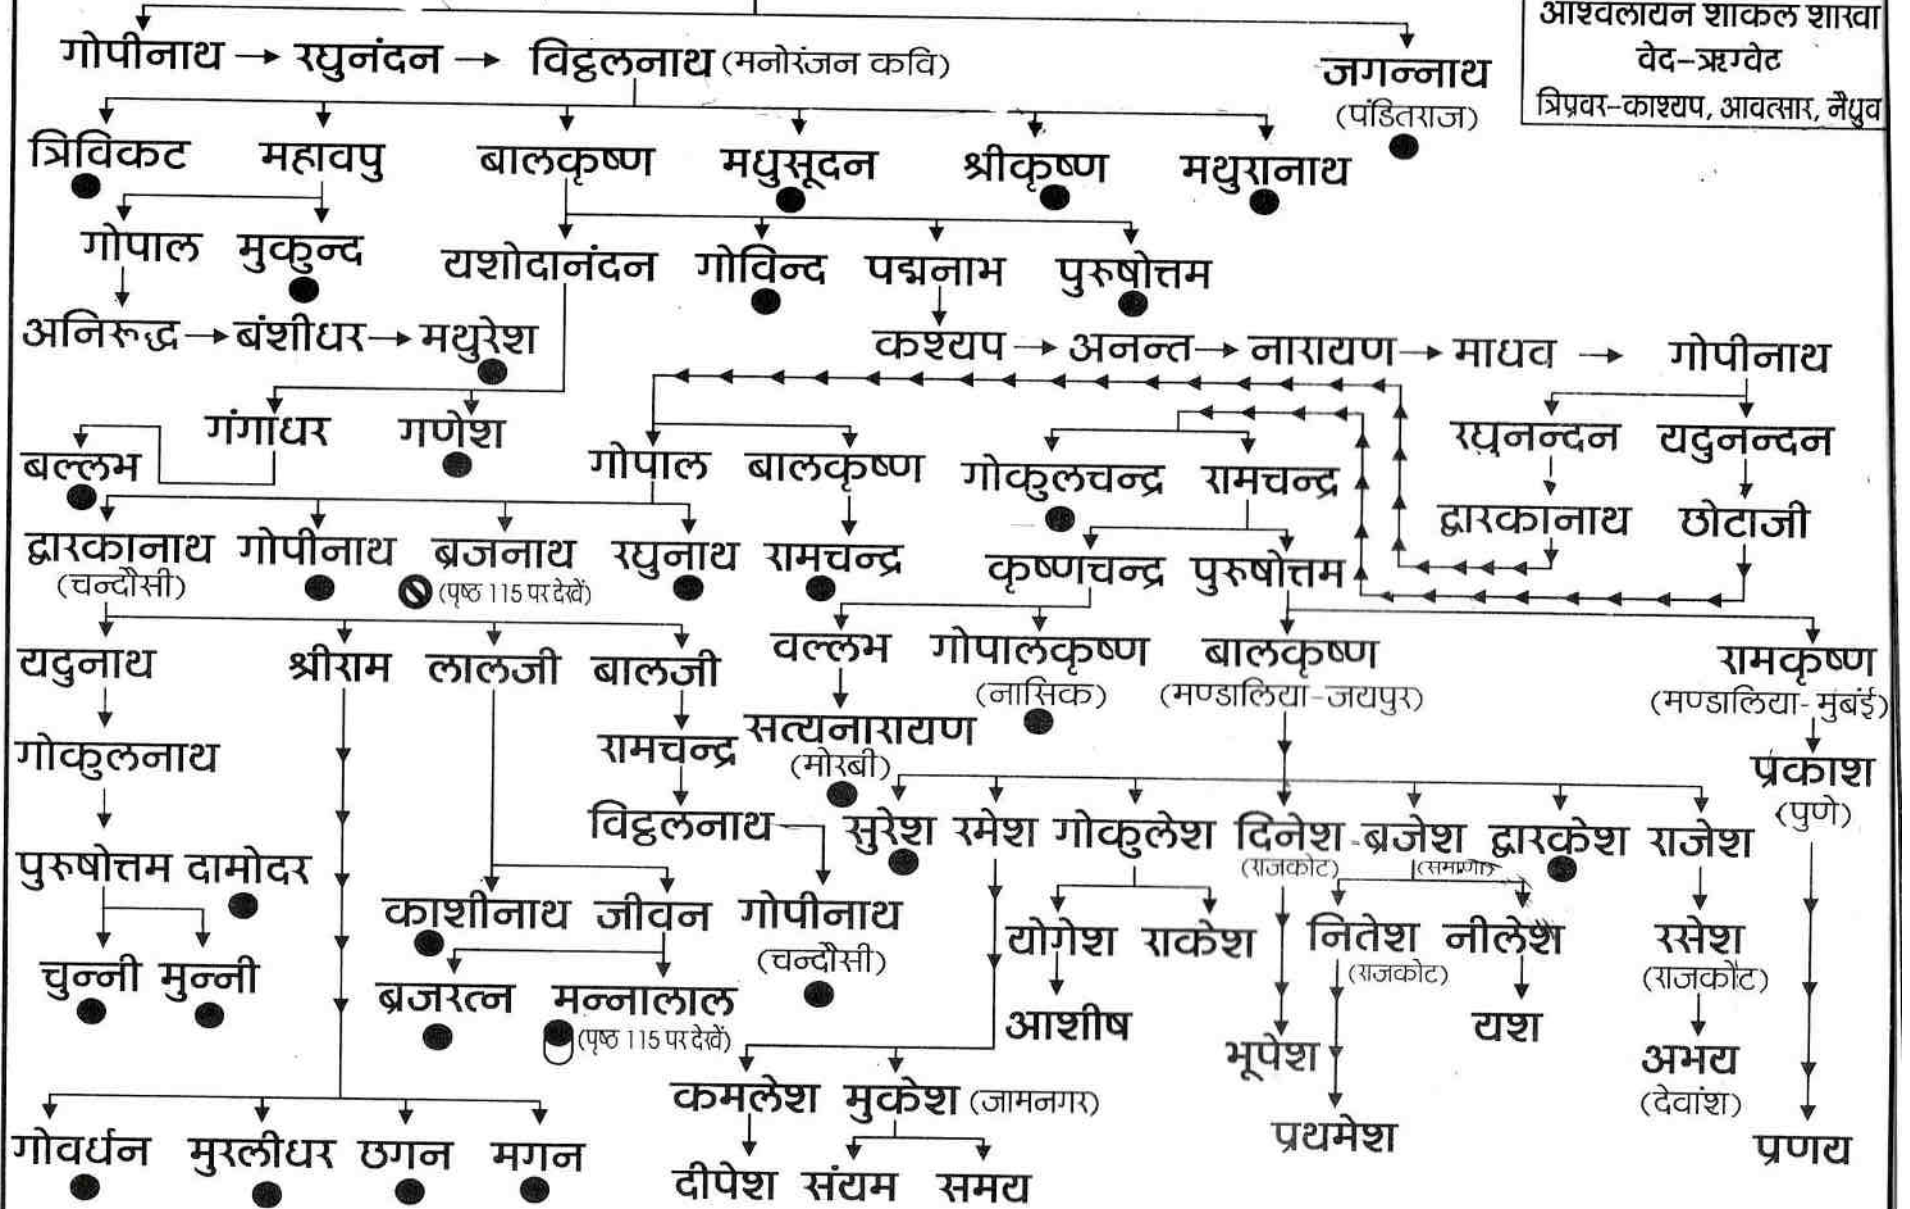 आश्वलायन शाकल शाखा
वेद-ऋग्वेट
त्रिप्रवर-काश्यप, आवत्सार, नैधुव
गोपीनाथ → रघुनंदन → विट्ठलनाथ (मनोरंजन कवि)
जगन्नाथ
(पंडितराज)
त्रिविकट महावपु बालकृष्ण मधुसूदन श्रीकृष्ण मथुरानाथ
गोपाल मुकुन्द यशोदानंदन गोविन्द पद्मनाभ पुरुषोत्तम
अनिरूद्ध → बंशीधर → मथुरेश
कश्यप → अनन्त → नारायण → माधव → गोपीनाथ
गंगाधर गणेश
रघुनन्दन यदुनन्दन
बल्लभ गोपाल बालकृष्ण गोकुलचन्द्र रामचन्द्र
द्वारकानाथ छोटाजी
द्वारकानाथ गोपीनाथ ब्रजनाथ रघुनाथ रामचन्द्र कृष्णचन्द्र पुरुषोत्तम
(चन्दौसी) (पृष्ठ 115 पर देखें)
यदुनाथ श्रीराम लालजी बालजी वल्लभ गोपालकृष्ण बालकृष्ण रामकृष्ण
(नासिक) (मण्डालिया-जयपुर) (मण्डालिया-मुंबई)
गोकुलनाथ रामचन्द्र सत्यनारायण
(मोरबी)
प्रकाश
(पुणे)
विट्ठलनाथ सुरेश रमेश गोकुलेश दिनेश ब्रजेश द्वारकेश राजेश
(राजकोट)
पुरुषोत्तम दामोदर
काशीनाथ जीवन गोपीनाथ योगेश राकेश नितेश नीलेश रसेश
(चन्दौसी) (राजकोट) (राजकोट)
चुन्नी मुन्नी ब्रजरत्न मन्नालाल
(पृष्ठ 115 पर देखें)
आशीष यश
भूपेश अभय
(देवांश)
कमलेश मुकेश (जामनगर)
प्रथमेश प्रणय
गोवर्धन मुरलीधर छगन मगन
दीपेश संयम समय